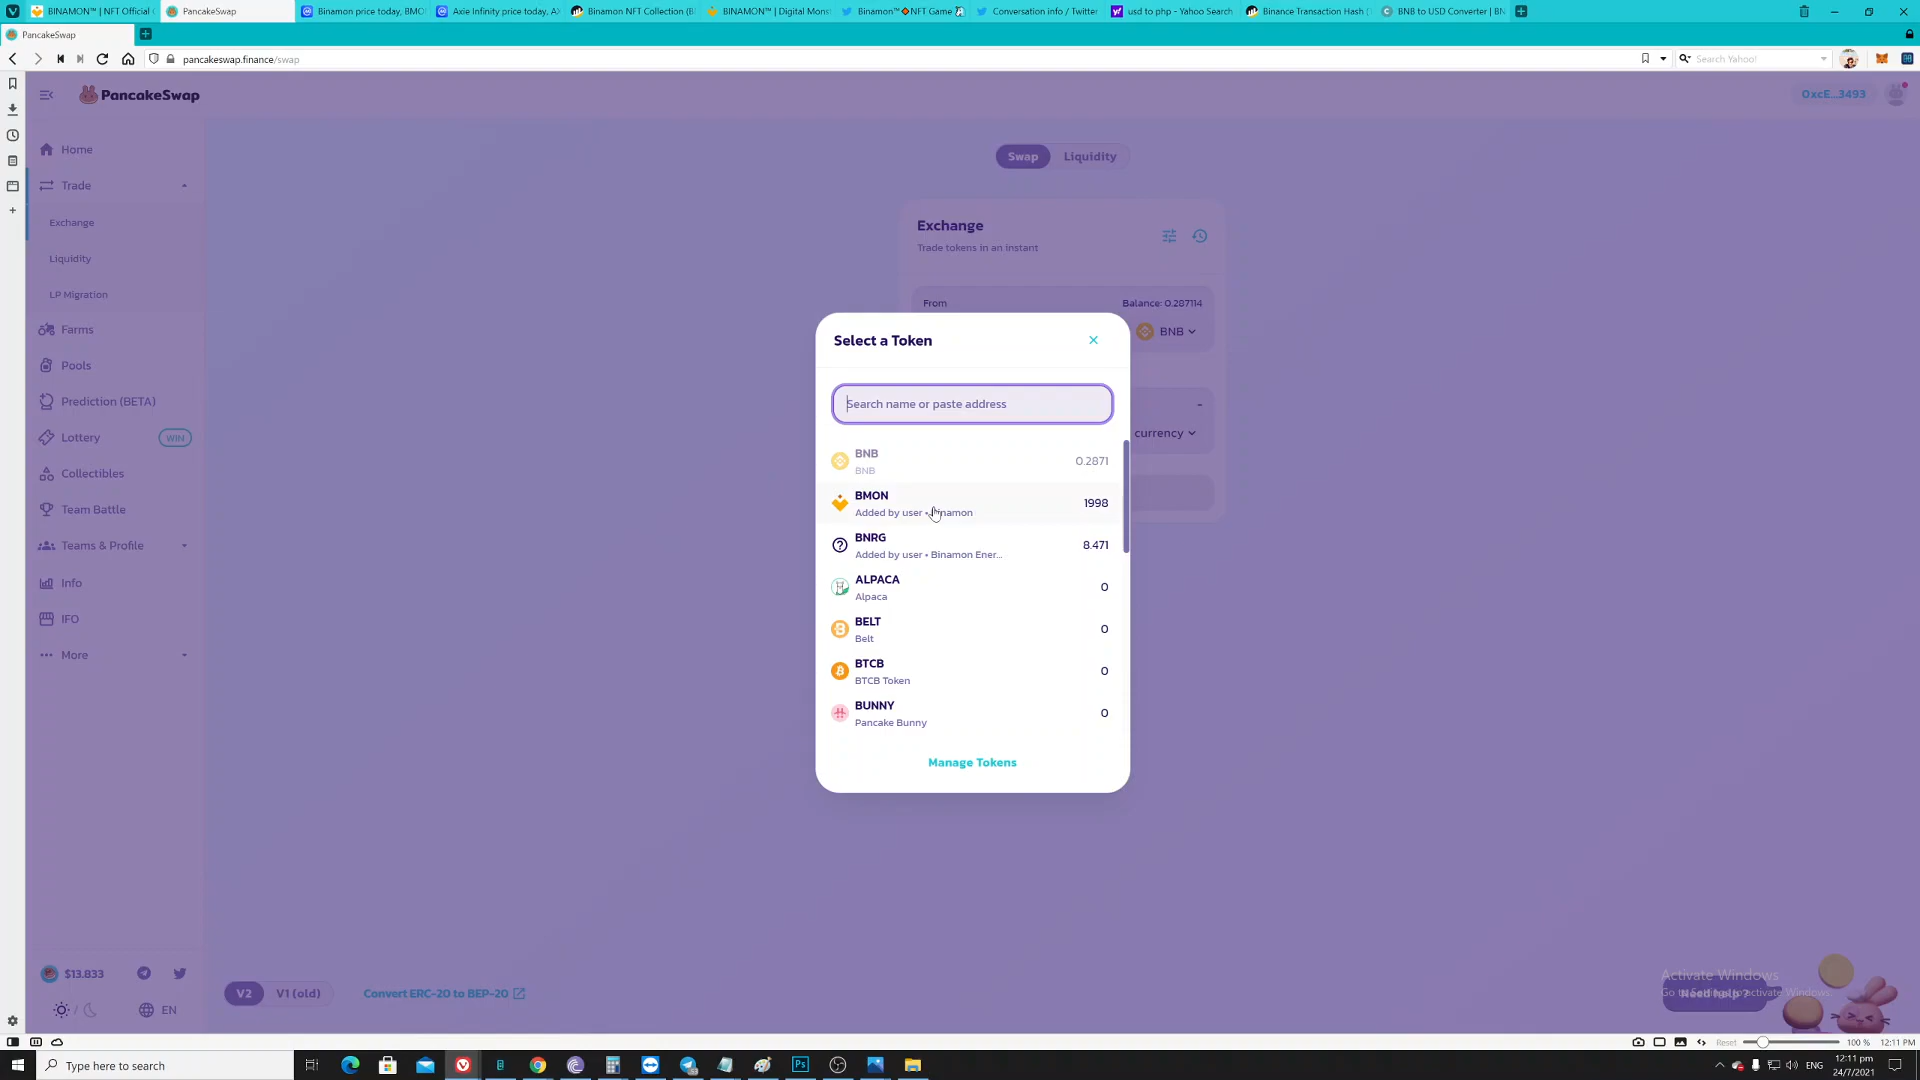 BINAMON™ | NFT Official
PancakeSwap
Binamon price today, BMO
Axie Infinity price today, A
Binamon NFT Collection (B
BINAMON™ | Digital Mons
Binamon™🔶NFT Game
Conversation info / Twitter
usd to php - Yahoo Search
Binance Transaction Hash (
BNB to USD Converter | BN
PancakeSwap
pancakeswap.finance/swap
Search Yahoo!
PancakeSwap
0xcE...3493
Home
Trade
Exchange
Liquidity
LP Migration
Farms
Pools
Prediction (BETA)
Lottery
WIN
Collectibles
Team Battle
Teams & Profile
Info
IFO
More
Swap
Liquidity
Exchange
Trade tokens in an instant
From
Balance: 0.287114
BNB
-
currency
Select a Token
Search name or paste address
BNB
BNB
0.2871
BMON
Added by user • Binamon
1998
BNRG
Added by user • Binamon Ener...
8.471
ALPACA
Alpaca
0
BELT
Belt
0
BTCB
BTCB Token
0
BUNNY
Pancake Bunny
0
Manage Tokens
$13.833
EN
V2
V1 (old)
Convert ERC-20 to BEP-20
Activate Windows
Go to Settings to activate Windows.
Need help?
Reset
100 %
12:11 PM
Type here to search
Ps
ENG
12:11 pm
24/7/2021